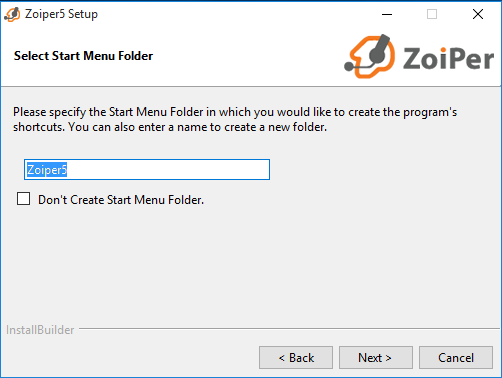 Zoiper5 Setup
Select Start Menu Folder
ZoiPer
Please specify the Start Menu Folder in which you would like to create the program's
shortcuts. You can also enter a name to create a new folder.
Zoiper5
Don't Create Start Menu Folder.
InstallBuilder
< Back
Next >
Cancel